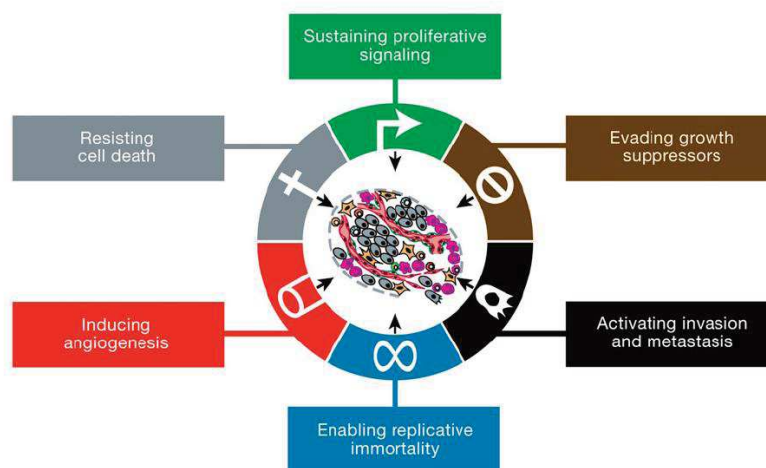 Sustaining proliferative
signaling
Resisting
cell death
Evading growth
suppressors
Inducing
angiogenesis
Activating invasion
and metastasis
Enabling replicative
immortality